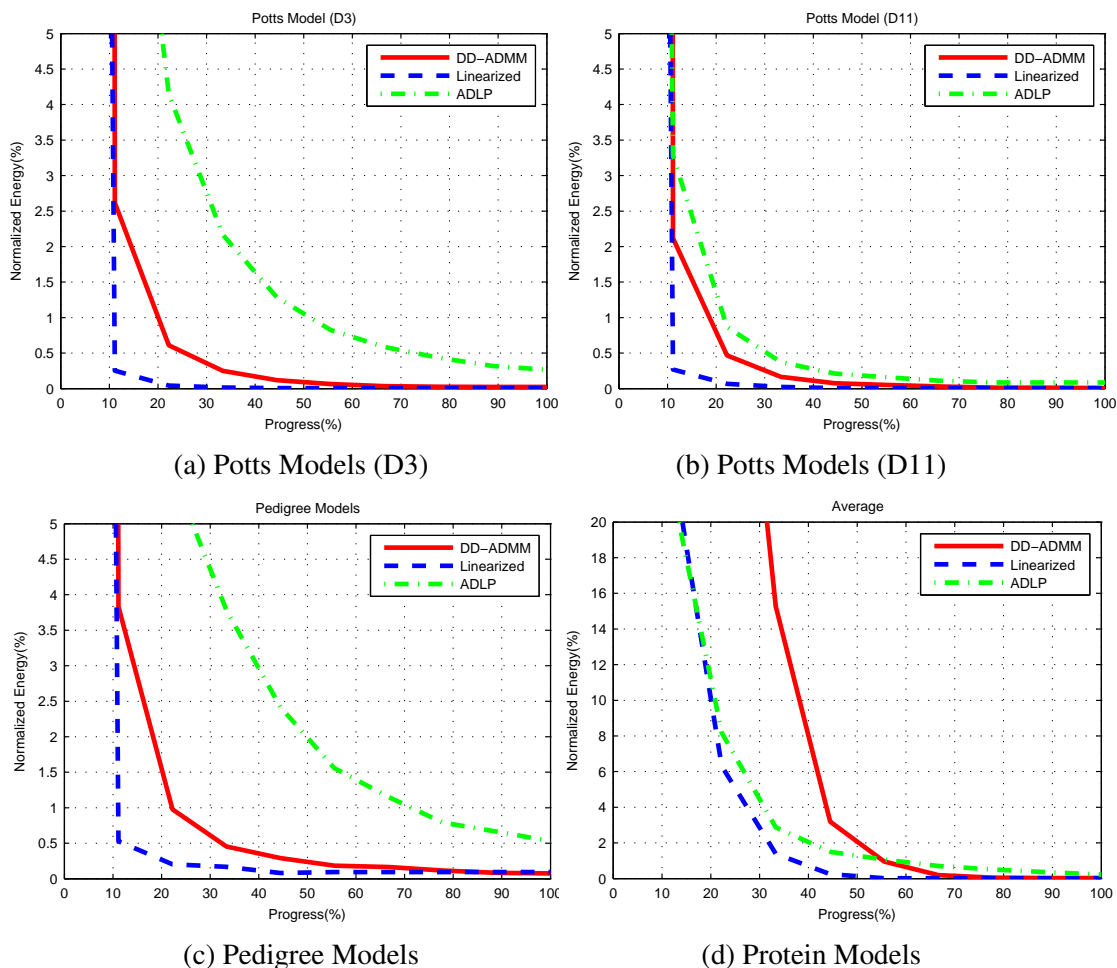 Potts Model (D3)
5
4.5
4
3.5
3
2.5
2
1.5
1
0.5
0
Normalized Energy(%)
DD-ADMM
Linearized
ADLP
0 10 20 30 40 50 60 70 80 90 100
Progress(%)
(a) Potts Models (D3)
Potts Model (D11)
5
4.5
4
3.5
3
2.5
2
1.5
1
0.5
0
Normalized Energy(%)
DD-ADMM
Linearized
ADLP
0 10 20 30 40 50 60 70 80 90 100
Progress(%)
(b) Potts Models (D11)
Pedigree Models
5
4.5
4
3.5
3
2.5
2
1.5
1
0.5
0
Normalized Energy(%)
DD-ADMM
Linearized
ADLP
0 10 20 30 40 50 60 70 80 90 100
Progress(%)
(c) Pedigree Models
Average
20
18
16
14
12
10
8
6
4
2
0
Normalized Energy(%)
DD-ADMM
Linearized
ADLP
0 10 20 30 40 50 60 70 80 90 100
Progress(%)
(d) Protein Models